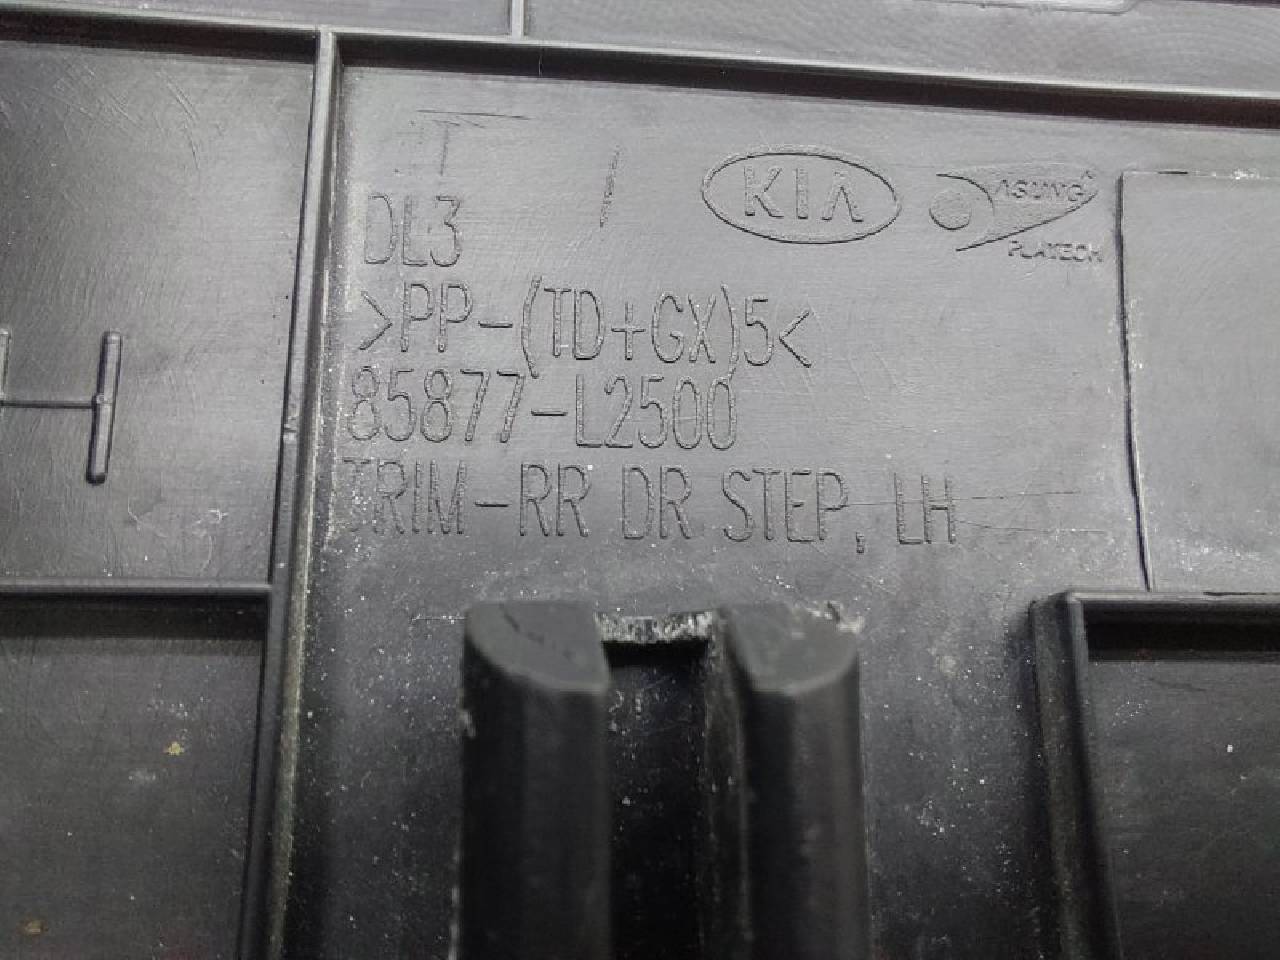 KIA
ASUNG
PLATECH
DL3
>PP-(TD+GX)5<
85877-L2500
TRIM-RR DR STEP, LH